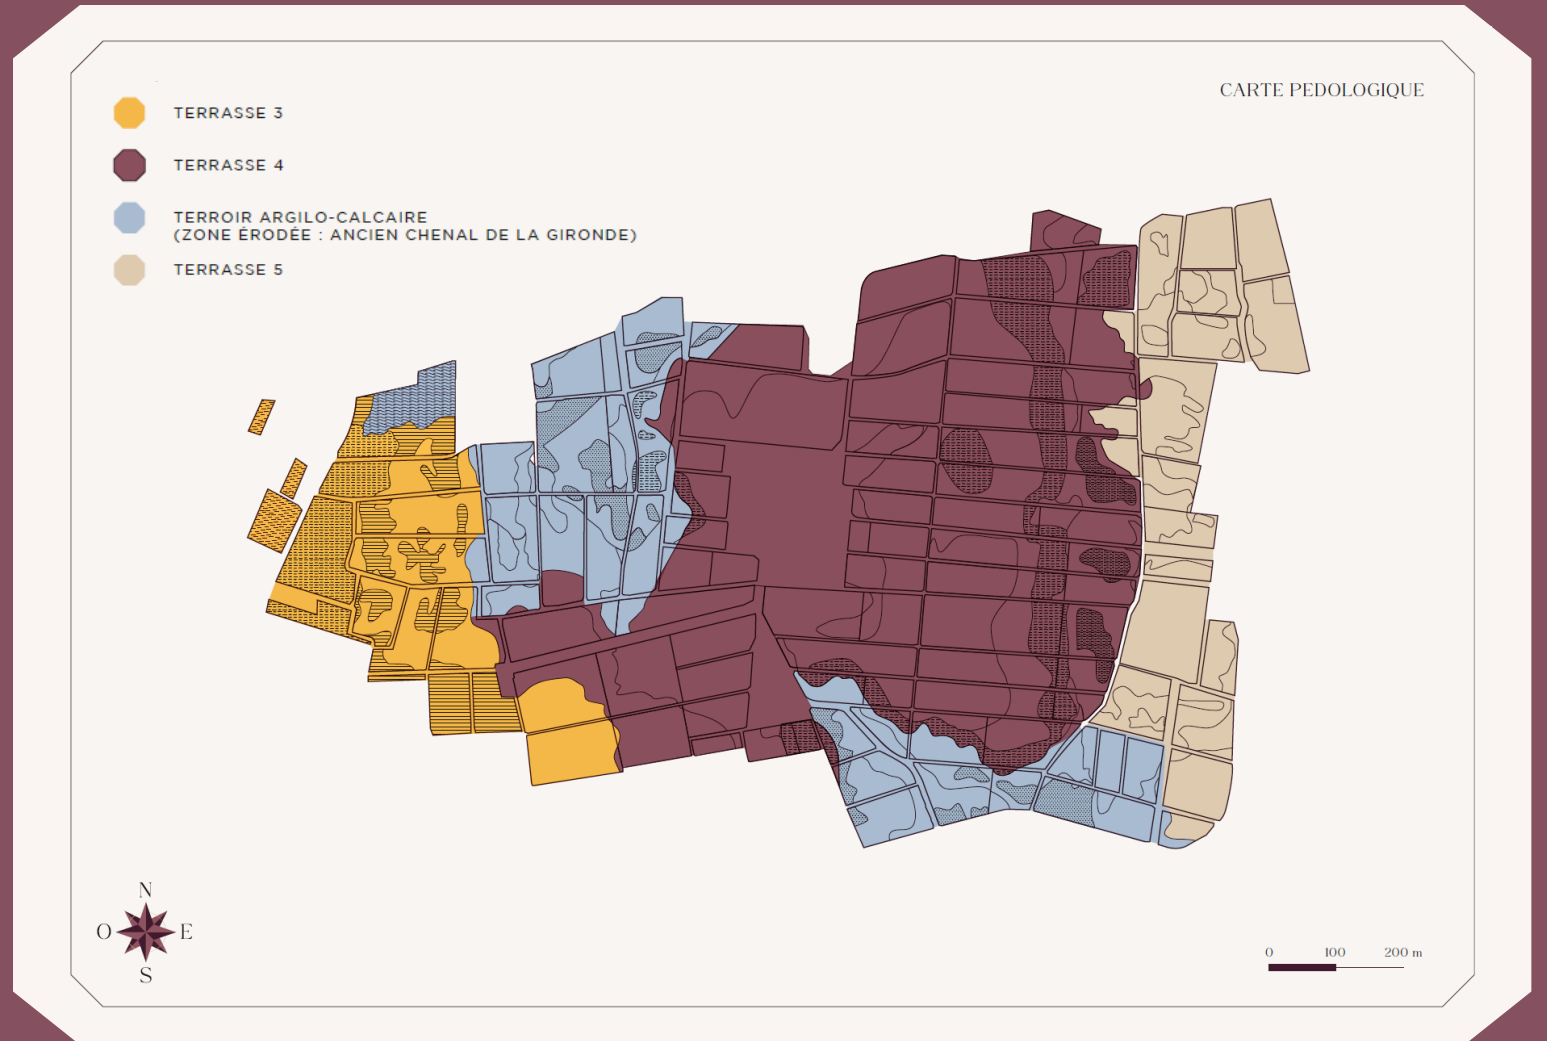 CARTE PEDOLOGIQUE
TERRASSE 3
TERRASSE 4
TERROIR ARGILO-CALCAIRE
(ZONE ÉRODÉE : ANCIEN CHENAL DE LA GIRONDE)
TERRASSE 5
N
O E
S
0 100 200 m